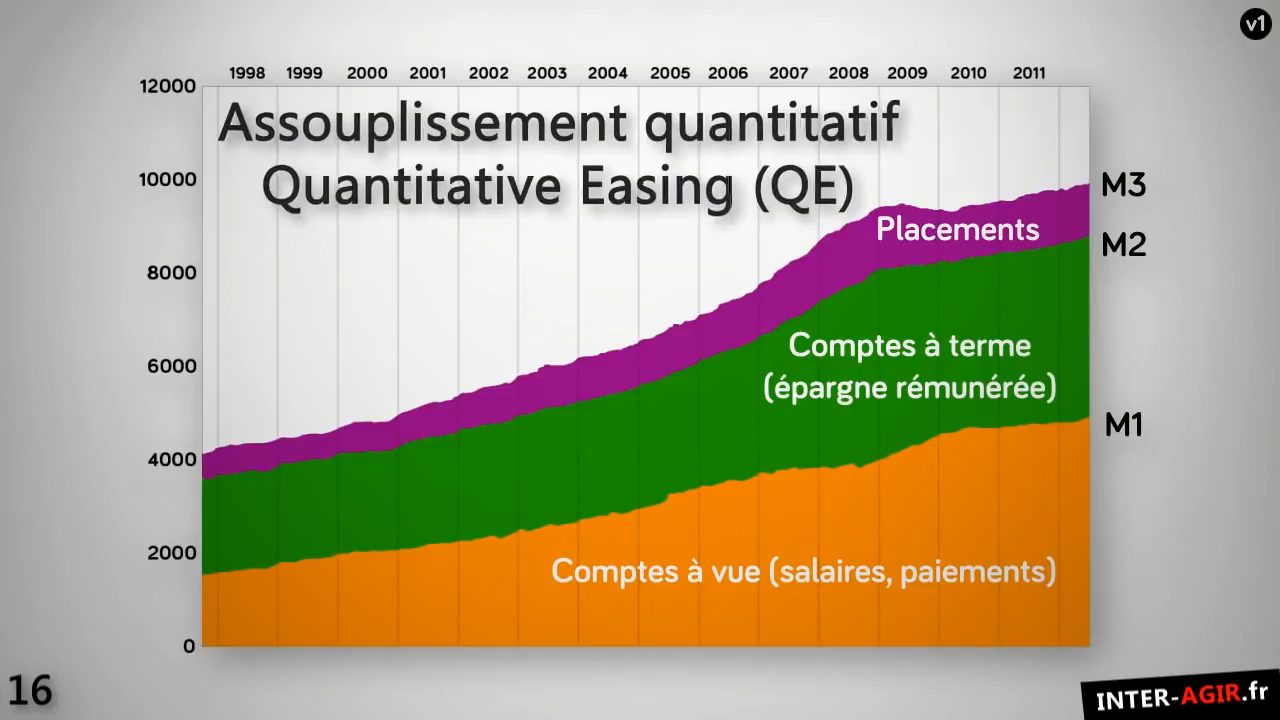 v1
1998 1999 2000 2001 2002 2003 2004 2005 2006 2007 2008 2009 2010 2011
12000
Assouplissement quantitatif
Quantitative Easing (QE)
10000
M3
Placements
M2
8000
Comptes à terme
6000
(épargne rémunérée)
M1
4000
2000
Comptes à vue (salaires, paiements)
0
16
INTER-AGIR.fr